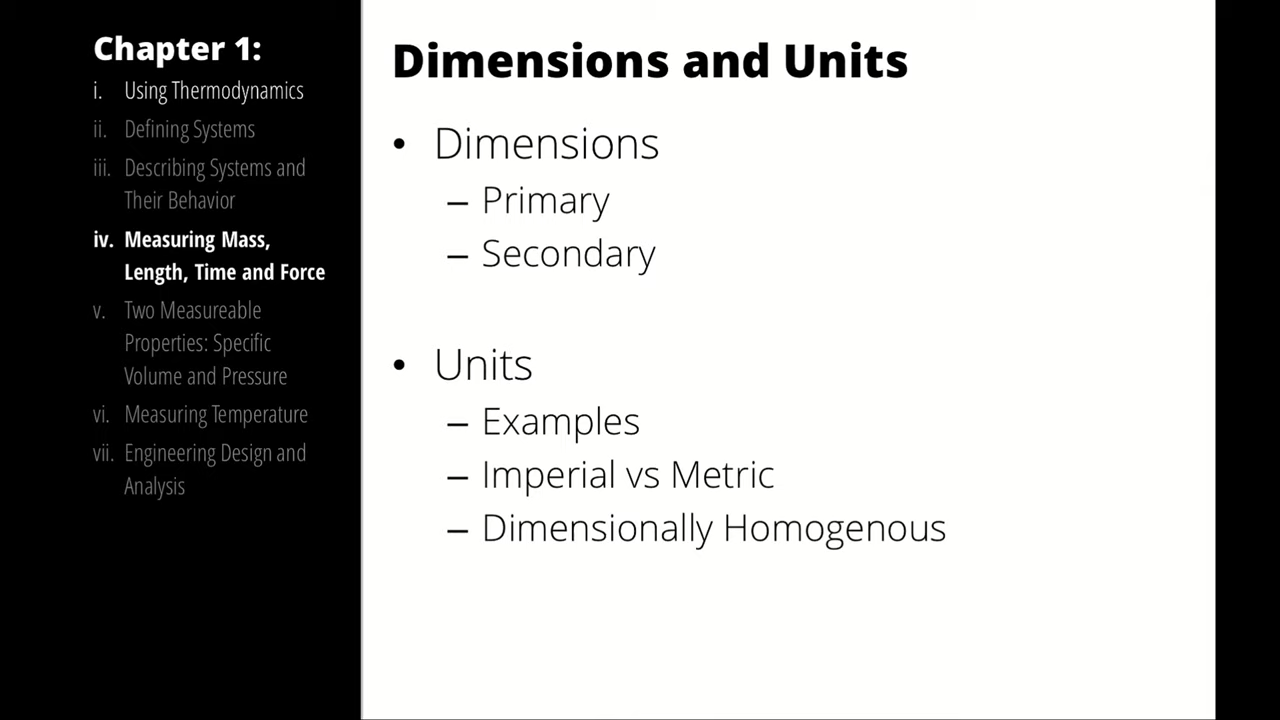 Chapter 1:
i. Using Thermodynamics
ii. Defining Systems
iii. Describing Systems and
Their Behavior
iv. Measuring Mass,
Length, Time and Force
v. Two Measureable
Properties: Specific
Volume and Pressure
vi. Measuring Temperature
vii. Engineering Design and
Analysis
Dimensions and Units
• Dimensions
– Primary
– Secondary
• Units
– Examples
– Imperial vs Metric
– Dimensionally Homogenous